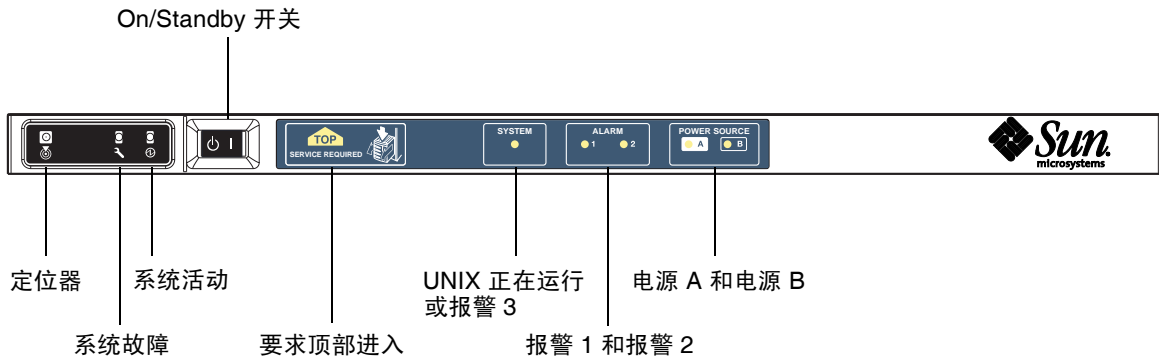 On/Standby 开关
TOP
SERVICE REQUIRED
SYSTEM
ALARM
1 2
POWER SOURCE
A B
Sun.
microsystems
定位器
系统活动
UNIX 正在运行
或报警 3
电源 A 和电源 B
系统故障
要求顶部进入
报警 1 和报警 2